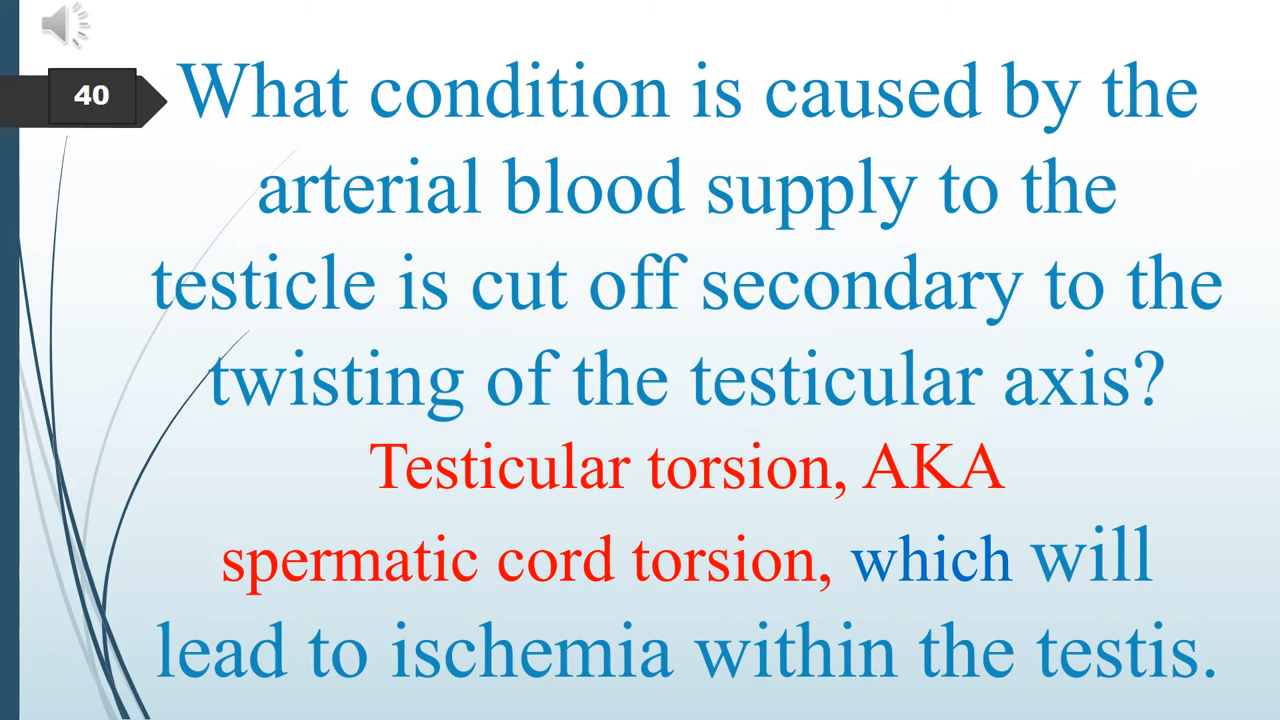 40
What condition is caused by the
arterial blood supply to the
testicle is cut off secondary to the
twisting of the testicular axis?
Testicular torsion, AKA
spermatic cord torsion, which will
lead to ischemia within the testis.